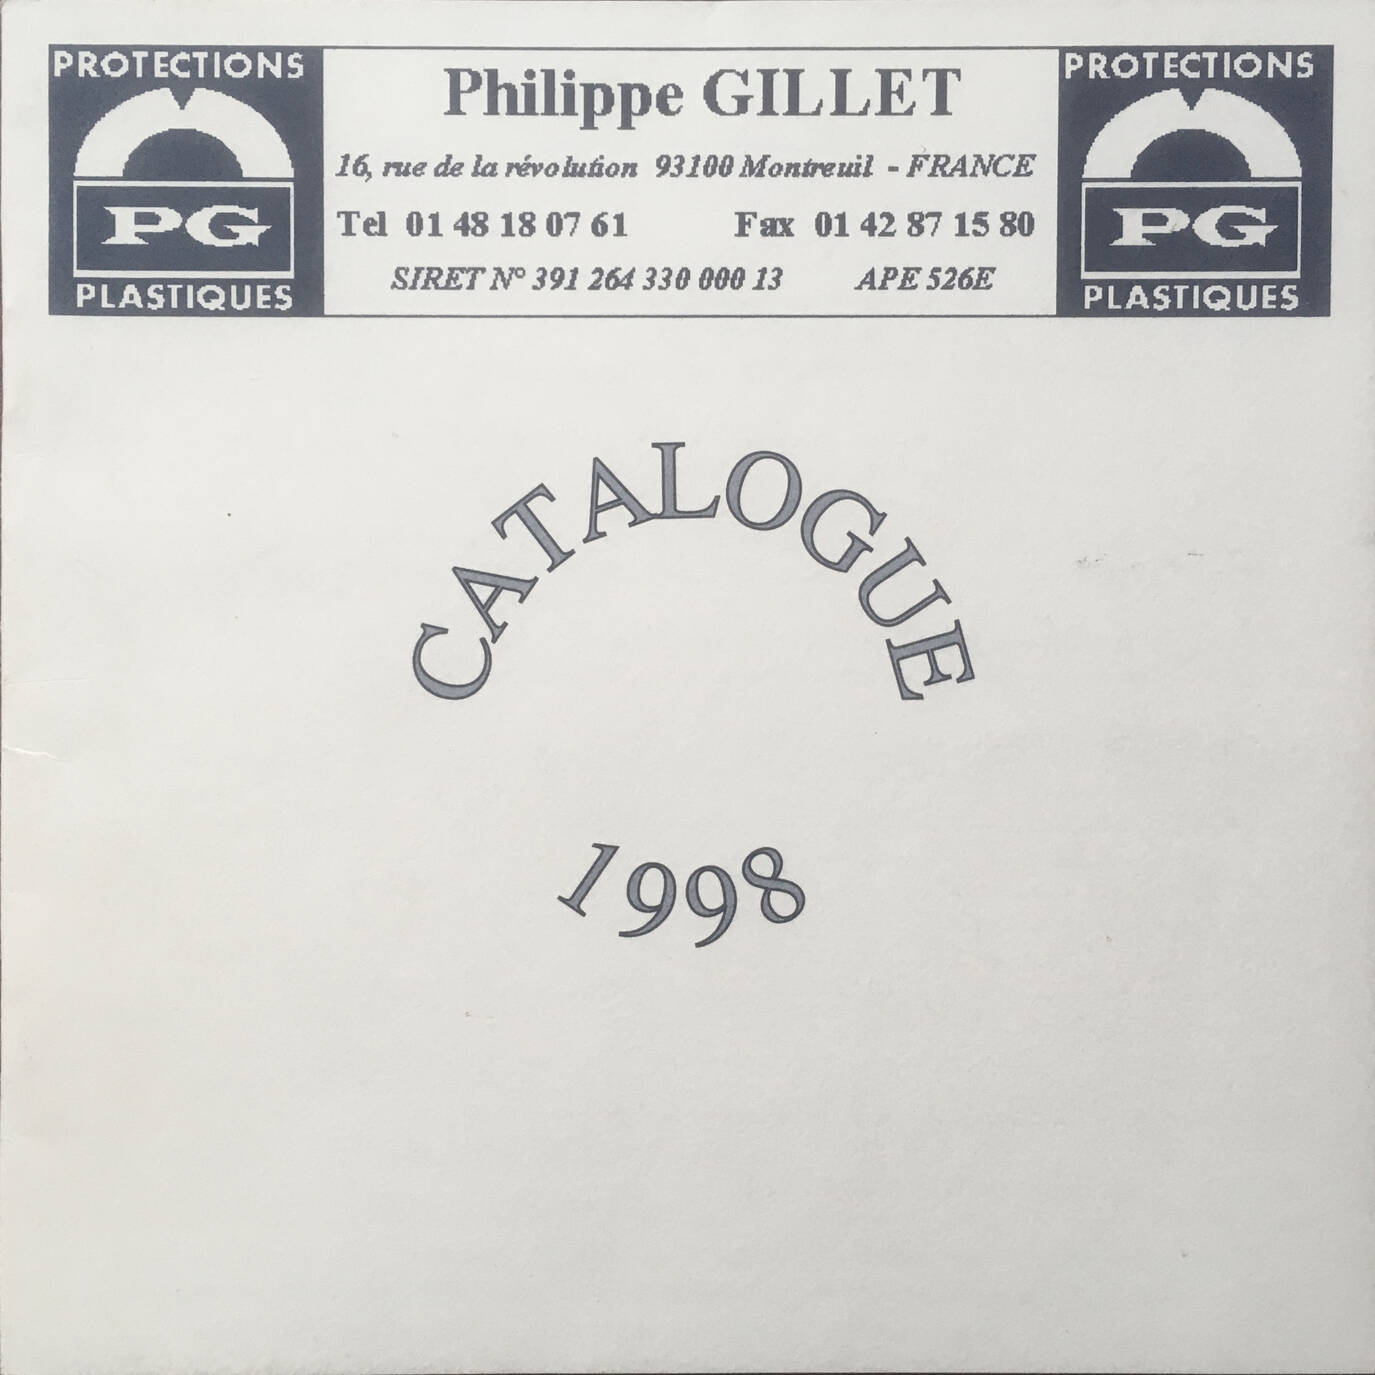 PROTECTIONS
PG
PLASTIQUES
Philippe GILLET
16, rue de la révolution 93100 Montreuil - FRANCE
Tel 01 48 18 07 61 Fax 01 42 87 15 80
SIRET N° 391 264 330 000 13 APE 526E
PROTECTIONS
PG
PLASTIQUES
CATALOGUE
1998